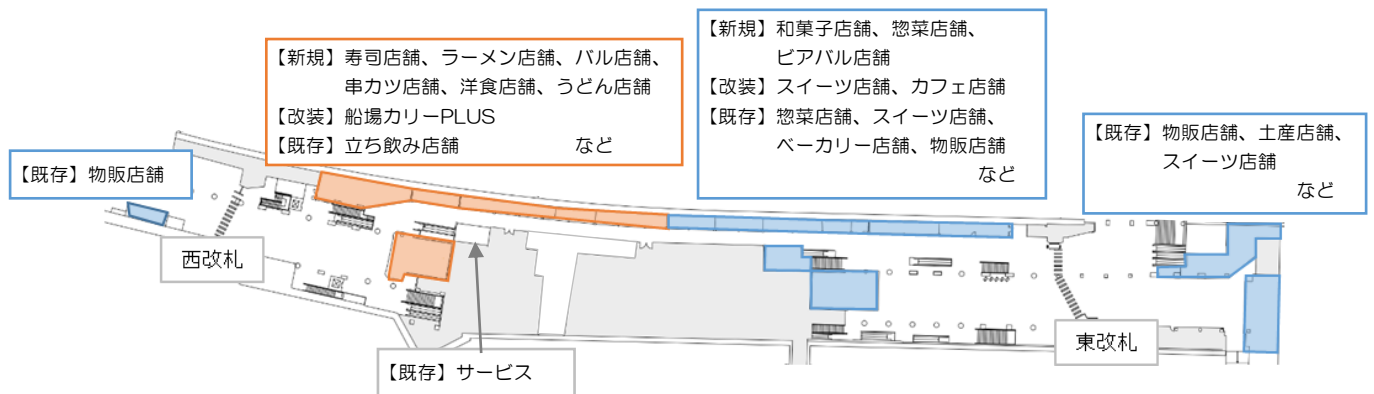 【新規】寿司店舗、ラーメン店舗、バル店舗、
串カツ店舗、洋食店舗、うどん店舗
【改装】船場カリーPLUS
【既存】立ち飲み店舗 など
【新規】和菓子店舗、惣菜店舗、
ビアバル店舗
【改装】スイーツ店舗、カフェ店舗
【既存】惣菜店舗、スイーツ店舗、
ベーカリー店舗、物販店舗
など
【既存】物販店舗、土産店舗、
スイーツ店舗
など
【既存】物販店舗
西改札
東改札
【既存】サービス